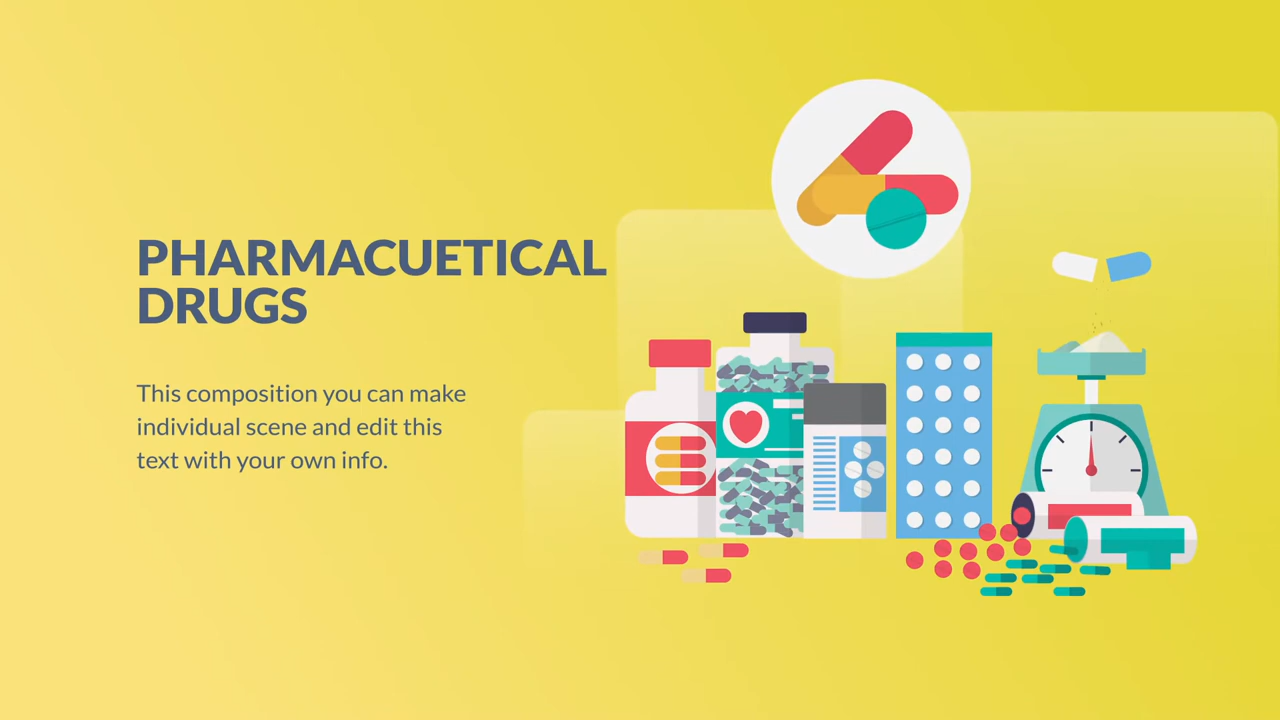 PHARMACUETICAL
DRUGS
This composition you can make
individual scene and edit this
text with your own info.